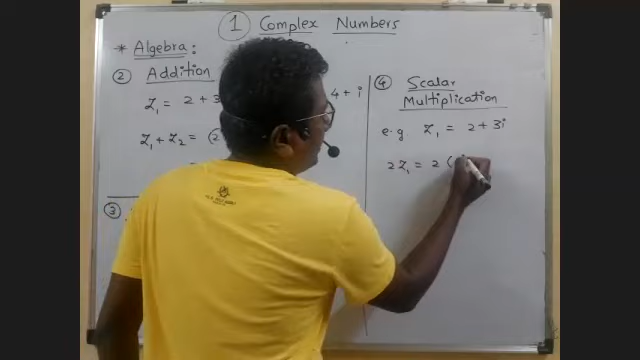 ① Complex Numbers
* Algebra:
② Addition
Z₁ = 2 + 3
4 + i
Z₁ + Z₂ = (2
③
④ Scalar
Multiplication
e.g. Z₁ = 2 + 3i
2Z₁ = 2 (